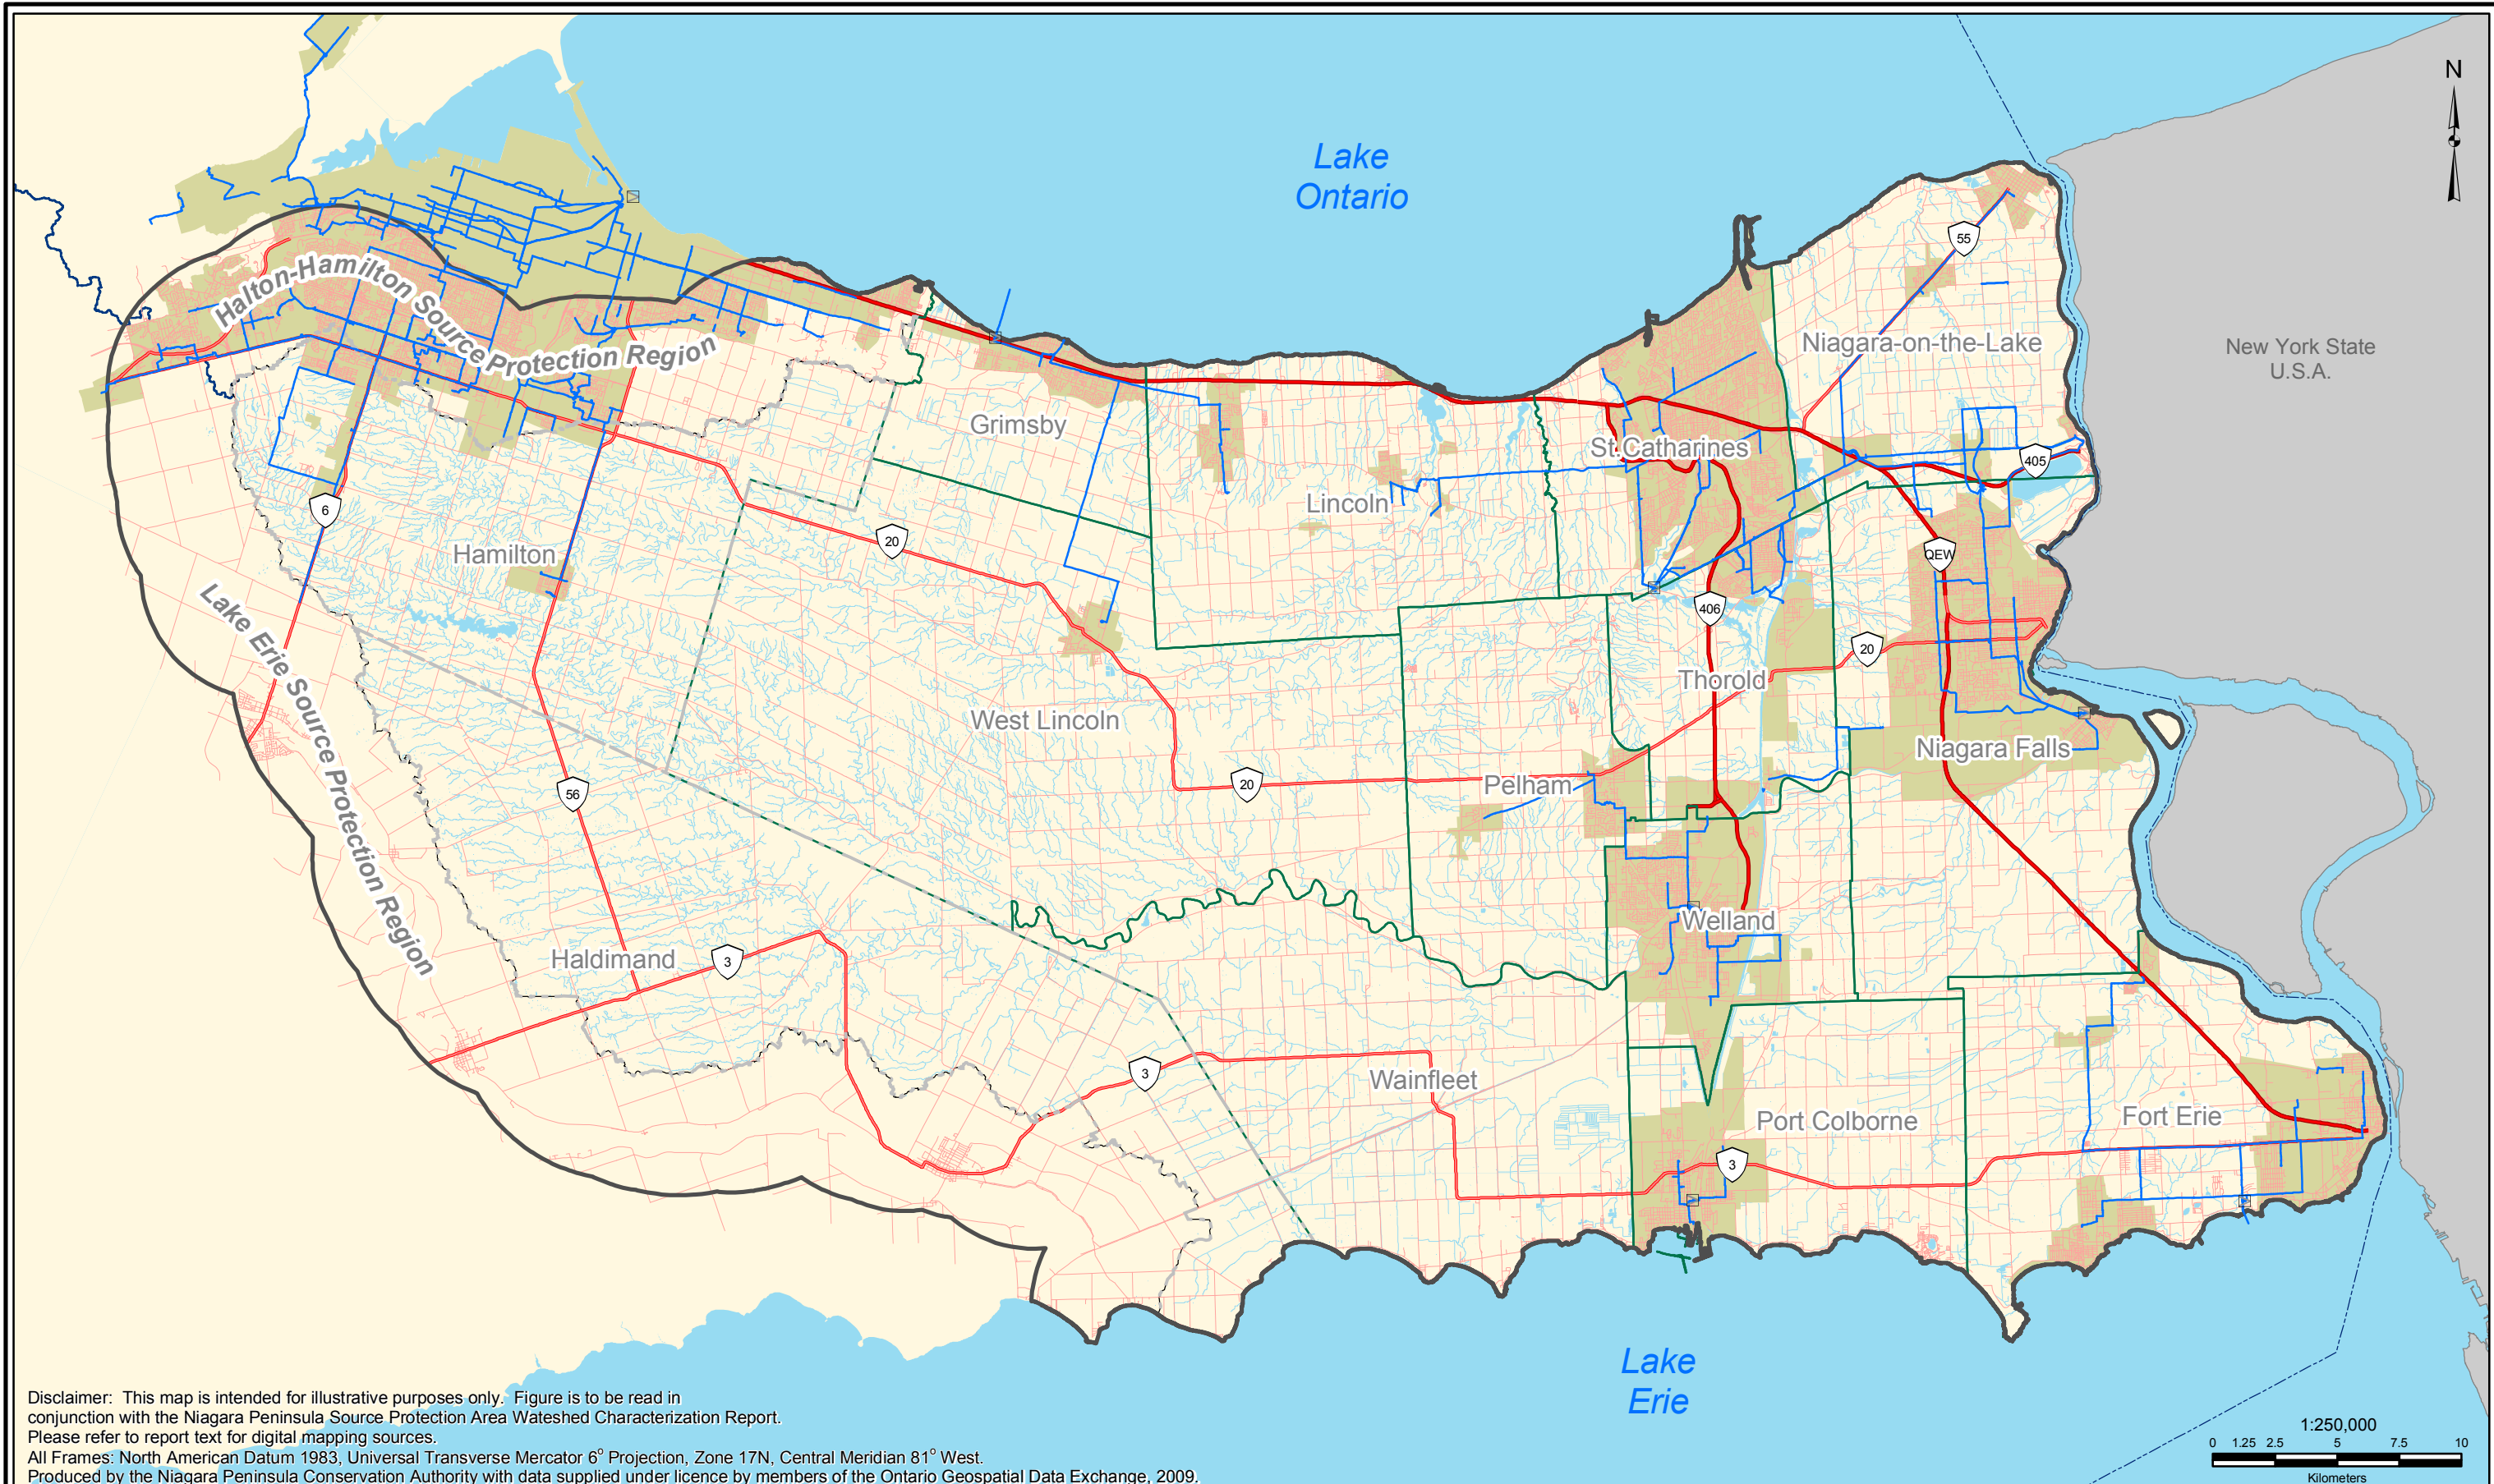 N
Lake
Ontario
55
Halton-Hamilton Source Protection Region
Niagara-on-the-Lake
New York State
U.S.A.
Grimsby
St.Catharines
405
Lincoln
6
20
Hamilton
QEW
406
Lake Erie Source Protection Region
20
Thorold
West Lincoln
Niagara Falls
56
20
Pelham
Welland
Haldimand
3
3
Wainfleet
Port Colborne
Fort Erie
3
Lake
Erie
Disclaimer: This map is intended for illustrative purposes only. Figure is to be read in
conjunction with the Niagara Peninsula Source Protection Area Wateshed Characterization Report.
Please refer to report text for digital mapping sources.
All Frames: North American Datum 1983, Universal Transverse Mercator 6° Projection, Zone 17N, Central Meridian 81° West.
Produced by the Niagara Peninsula Conservation Authority with data supplied under licence by members of the Ontario Geospatial Data Exchange, 2009.
1:250,000
0 1.25 2.5 5 7.5 10
Kilometers